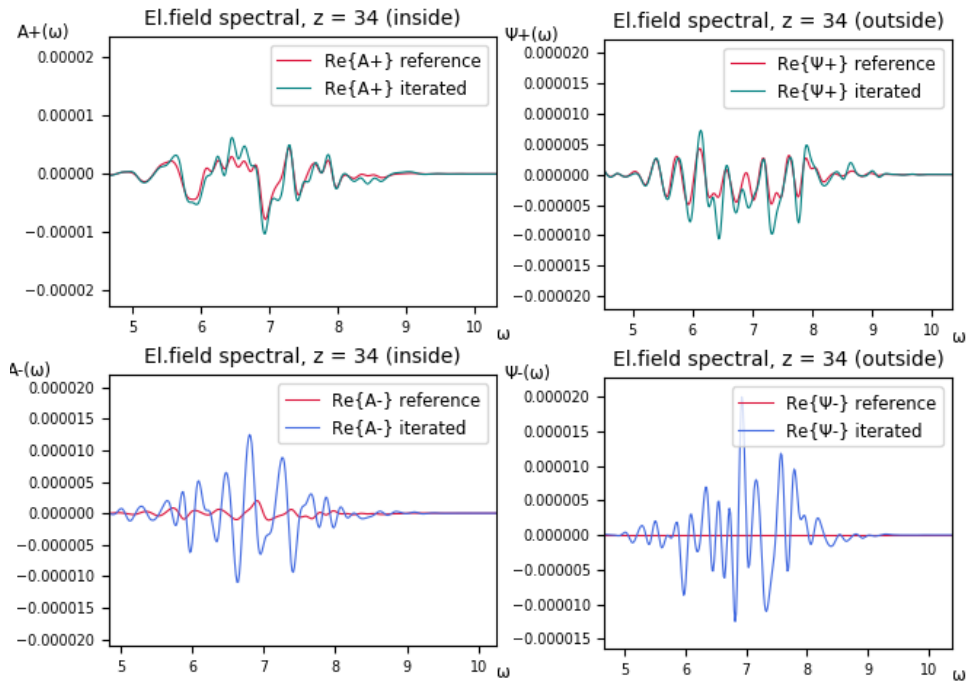 El.field spectral, z = 34 (inside)
A+(ω)
0.00002
0.00001
0.00000
−0.00001
−0.00002
Re{A+} reference
Re{A+} iterated
5 6 7 8 9 10
ω
El.field spectral, z = 34 (outside)
Ψ+(ω)
0.000020
0.000015
0.000010
0.000005
0.000000
−0.000005
−0.000010
−0.000015
−0.000020
Re{Ψ+} reference
Re{Ψ+} iterated
5 6 7 8 9 10
ω
El.field spectral, z = 34 (inside)
A-(ω)
0.000020
0.000015
0.000010
0.000005
0.000000
−0.000005
−0.000010
−0.000015
−0.000020
Re{A-} reference
Re{A-} iterated
5 6 7 8 9 10
ω
El.field spectral, z = 34 (outside)
Ψ-(ω)
0.000020
0.000015
0.000010
0.000005
0.000000
−0.000005
−0.000010
−0.000015
Re{Ψ-} reference
Re{Ψ-} iterated
5 6 7 8 9 10
ω